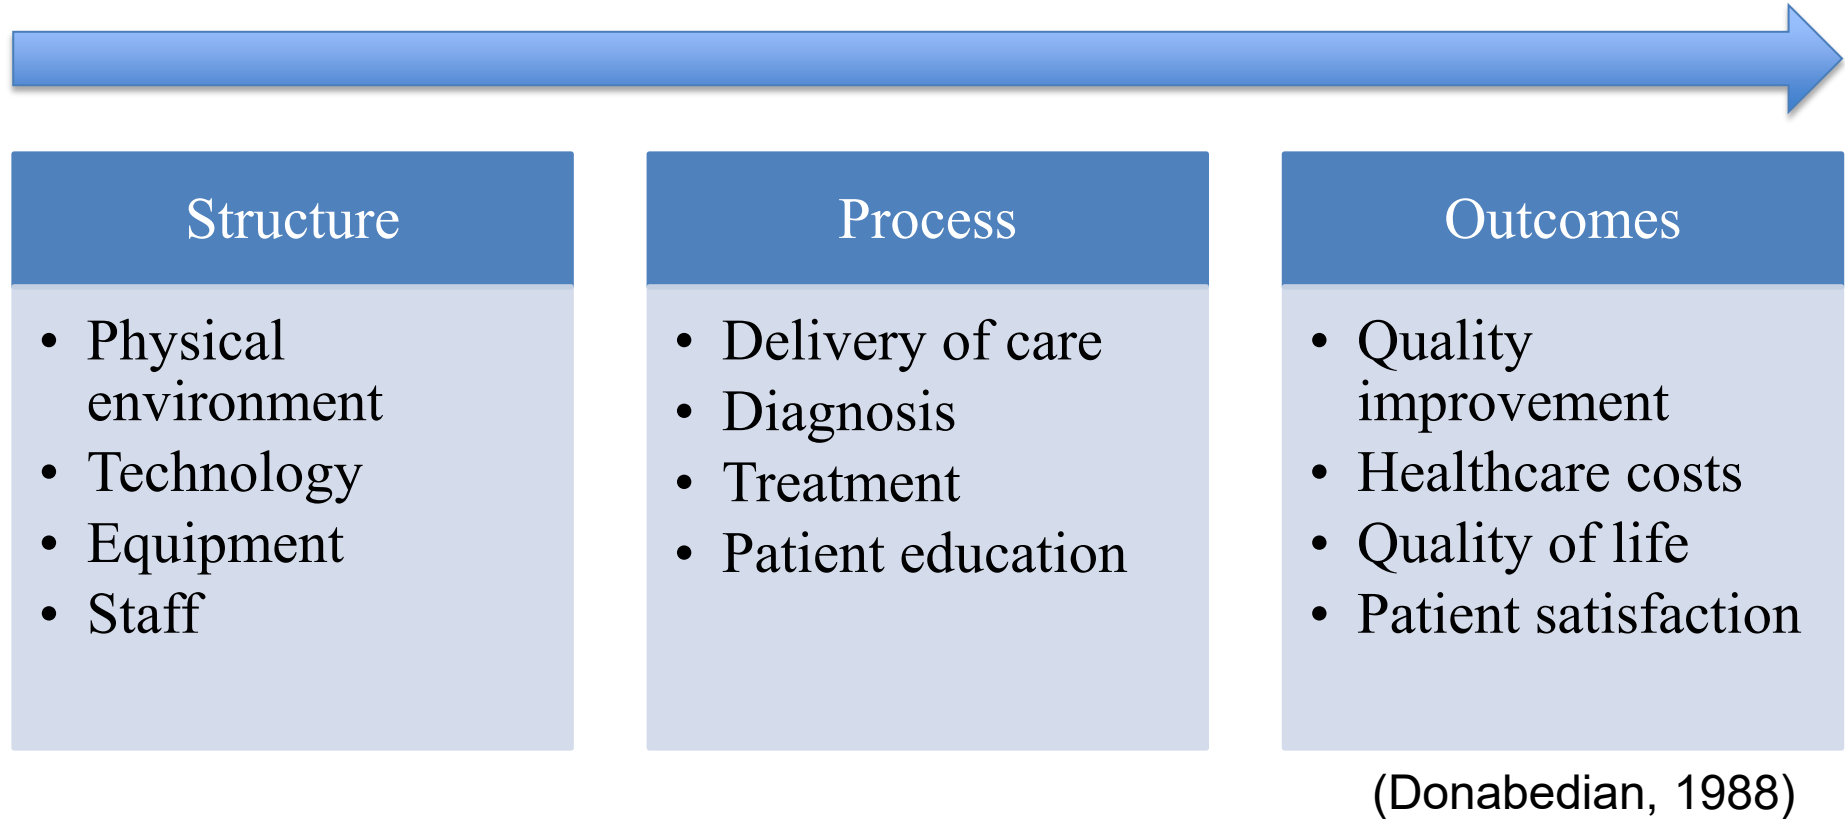 Structure
• Physical
environment
• Technology
• Equipment
• Staff
Process
• Delivery of care
• Diagnosis
• Treatment
• Patient education
Outcomes
• Quality
improvement
• Healthcare costs
• Quality of life
• Patient satisfaction
(Donabedian, 1988)